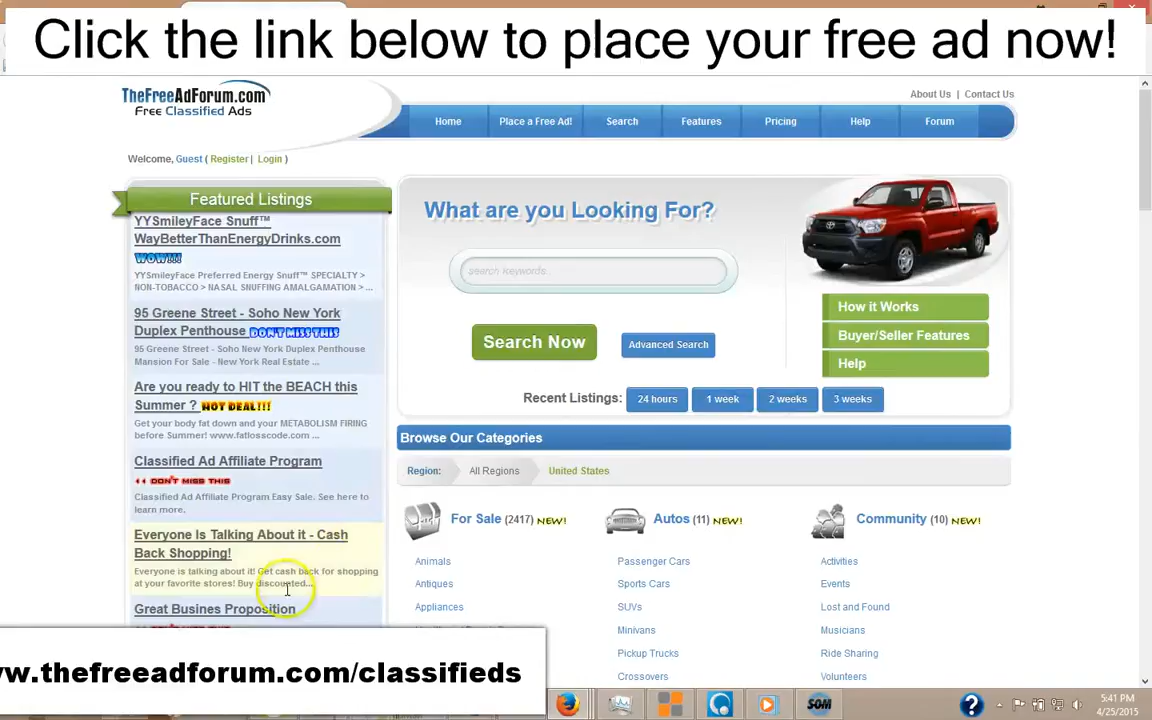 Click the link below to place your free ad now!
TheFreeAdForum.com
Free Classified Ads
About Us | Contact Us
Home Place a Free Ad! Search Features Pricing Help Forum
Welcome, Guest ( Register | Login )
Featured Listings
YYSmileyFace Snuff™
WayBetterThanEnergyDrinks.com
WOW!!!
YYSmileyFace Preferred Energy Snuff™ SPECIALTY >
NON-TOBACCO > NASAL SNUFFING AMALGAMATION > ...
95 Greene Street - Soho New York
Duplex Penthouse DON'T MISS THIS
95 Greene Street - Soho New York Duplex Penthouse
Mansion For Sale - New York Real Estate ...
Are you ready to HIT the BEACH this
Summer ? HOT DEAL!!!
Get your body fat down and your METABOLISM FIRING
before Summer! www.fatlosscode.com ...
Classified Ad Affiliate Program
DON'T MISS THIS
Classified Ad Affiliate Program Easy Sale. See here to
learn more.
Everyone Is Talking About it - Cash
Back Shopping!
Everyone is talking about it! Get cash back for shopping
at your favorite stores! Buy discounted...
Great Busines Proposition
What are you Looking For?
search keywords...
Search Now Advanced Search
How it Works
Buyer/Seller Features
Help
Recent Listings: 24 hours 1 week 2 weeks 3 weeks
Browse Our Categories
Region: All Regions United States
For Sale (2417) NEW!
Animals
Antiques
Appliances
Autos (11) NEW!
Passenger Cars
Sports Cars
SUVs
Minivans
Pickup Trucks
Crossovers
Community (10) NEW!
Activities
Events
Lost and Found
Musicians
Ride Sharing
Volunteers
w.thefreeadforum.com/classifieds
SOM
5:41 PM
4/25/2015